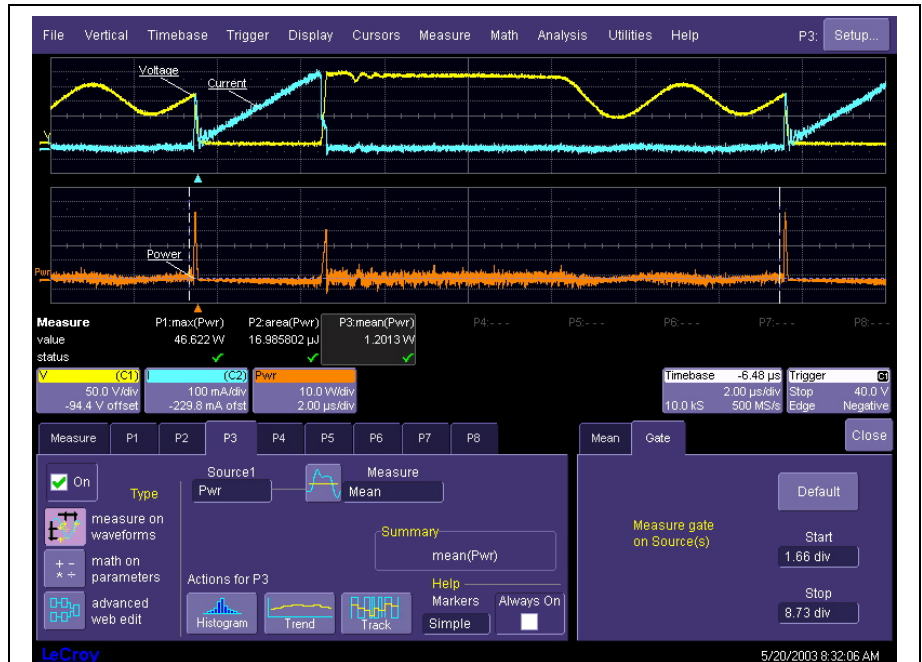 File Vertical Timebase Trigger Display Cursors Measure Math Analysis Utilities Help P3: Setup...
Voltage
Current
V
Power
Pwr
Measure P1:max(Pwr) P2:area(Pwr) P3:mean(Pwr) P4:--- P5:--- P6:--- P7:--- P8:---
value 46.622 W 16.985802 µJ 1.2013 W
status
V (C1) I (C2) Pwr Timebase -6.48 µs Trigger C1
50.0 V/div 100 mA/div 10.0 W/div 2.00 µs/div Stop 40.0 V
-94.4 V offset -229.8 mA ofst 2.00 µs/div 10.0 kS 500 MS/s Edge Negative
Measure P1 P2 P3 P4 P5 P6 P7 P8 Mean Gate Close
On
Type
Source1
Pwr
Measure
Mean
measure on
waveforms
math on
parameters
advanced
web edit
Summary
mean(Pwr)
Actions for P3
Histogram Trend Track
Help
Markers Always On
Simple
Default
Measure gate
on Source(s)
Start
1.66 div
Stop
8.73 div
LeCroy 5/20/2003 8:32:06 AM